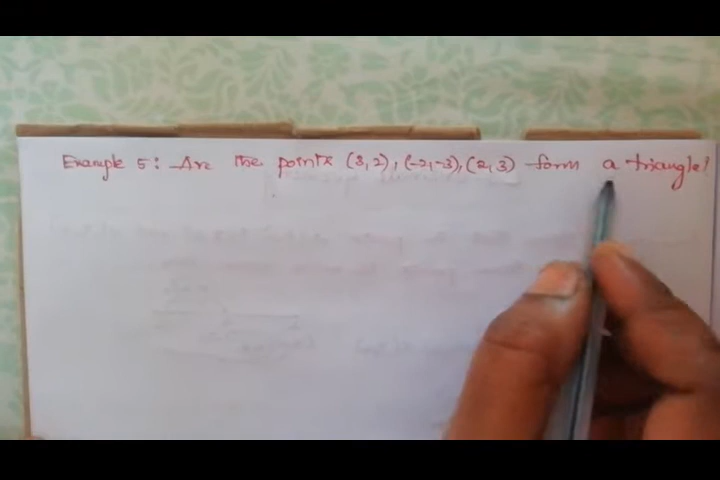 Example 5: Are the points (3,2), (-2,-3), (2,3) form a triangle?